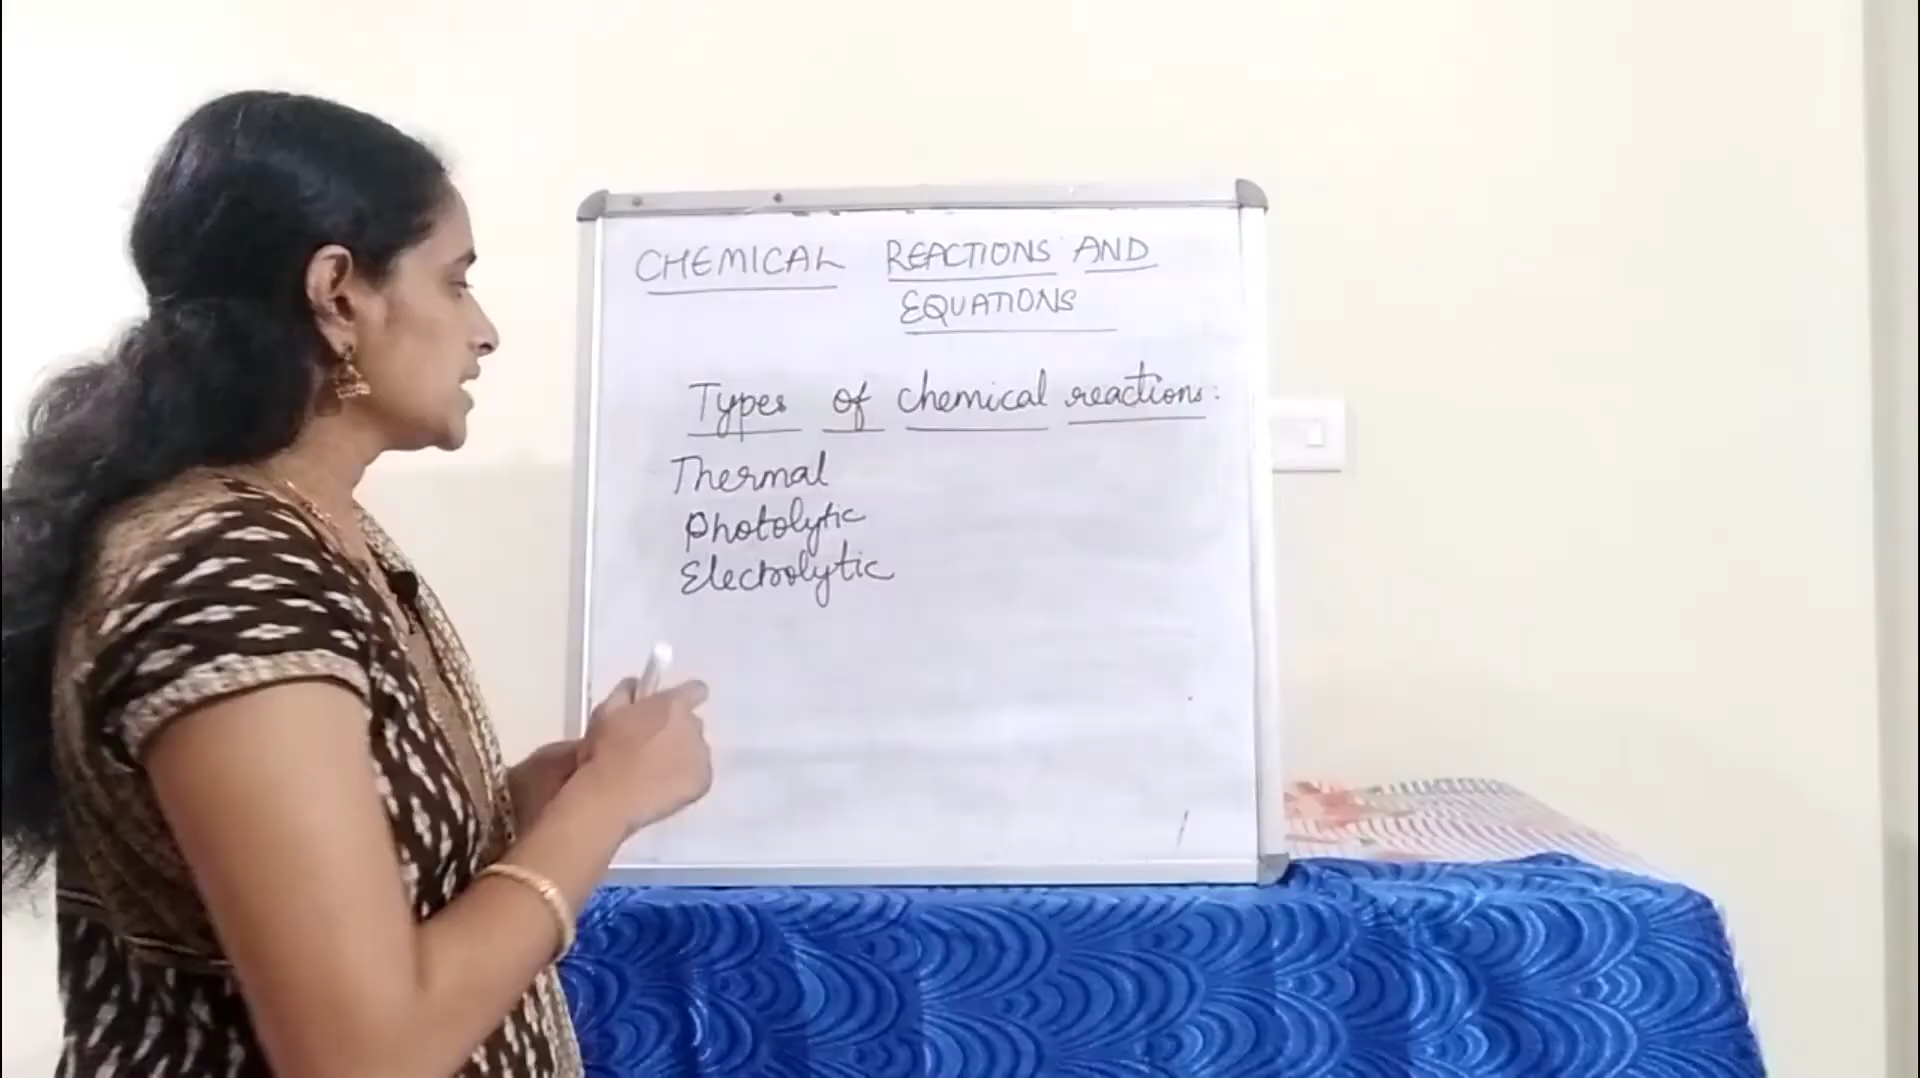 CHEMICAL REACTIONS AND
EQUATIONS
Types of chemical reactions:
Thermal
Photolytic
Electrolytic